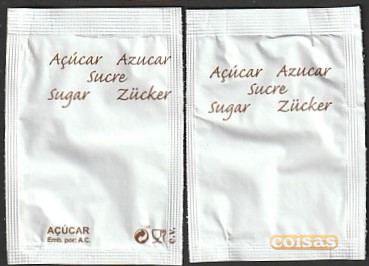 Açúcar Azucar
Sucre
Sugar Zücker
AÇÚCAR
Emb. por: A.C.
e.v.
Açúcar Azucar
Sucre
Sugar Zücker
coisas